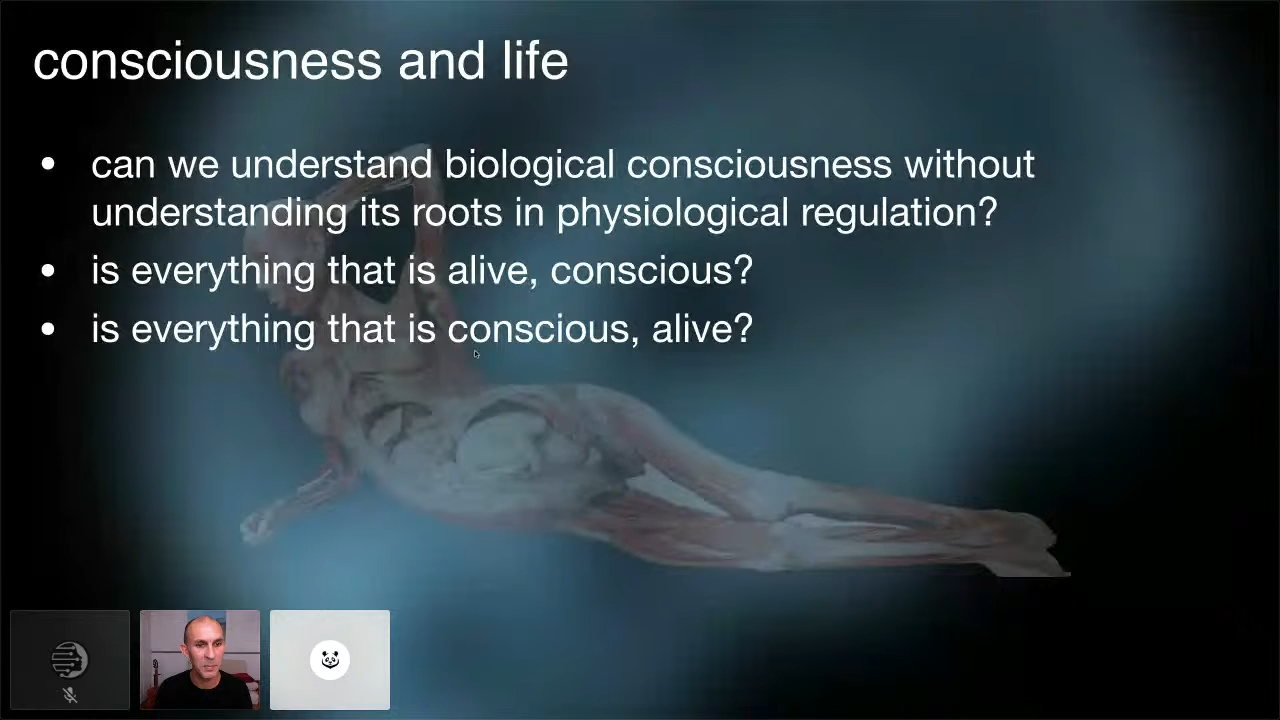 consciousness and life
• can we understand biological consciousness without
understanding its roots in physiological regulation?
• is everything that is alive, conscious?
• is everything that is conscious, alive?